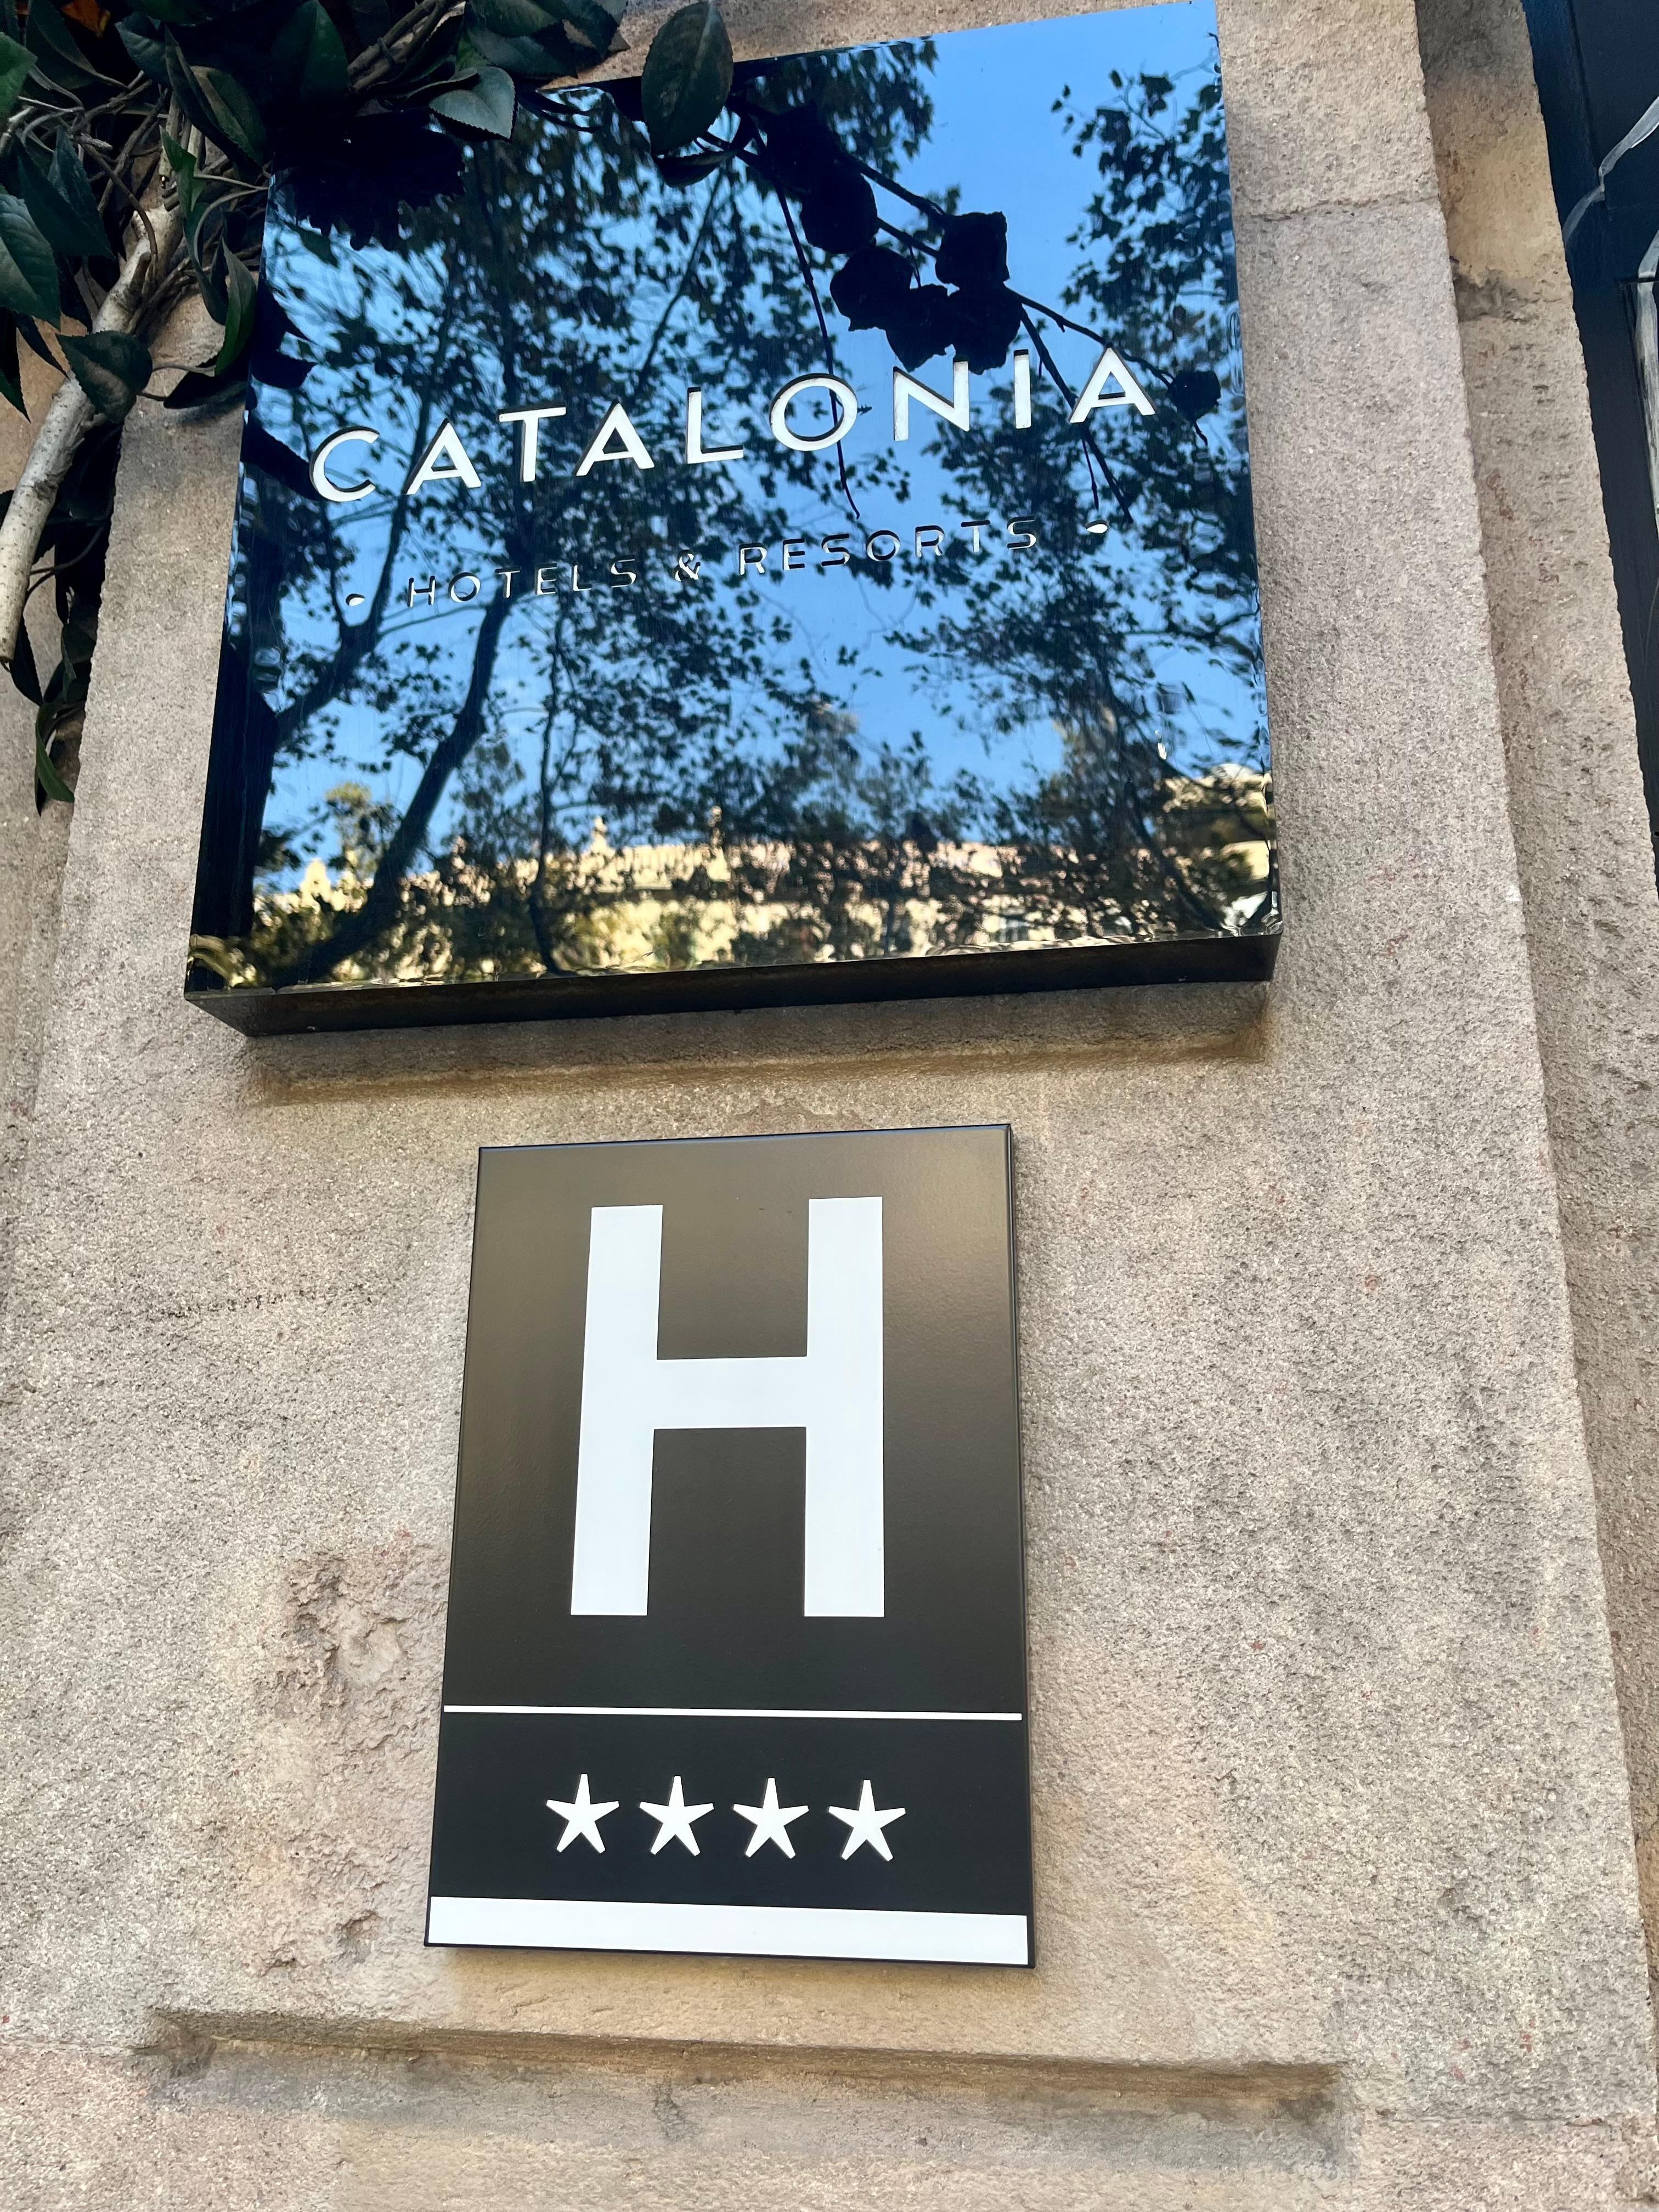 CATALONIA
• HOTELS & RESORTS •
H
★★★★